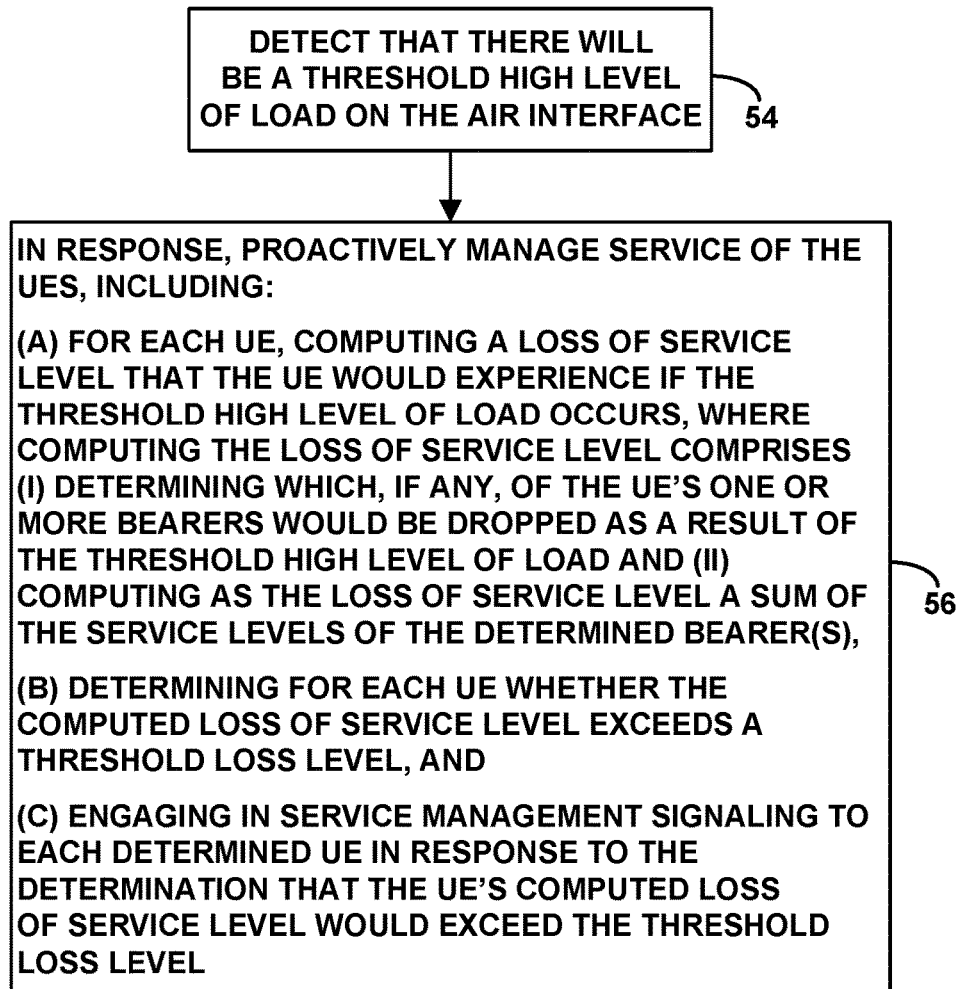 DETECT THAT THERE WILL
BE A THRESHOLD HIGH LEVEL
OF LOAD ON THE AIR INTERFACE
54
IN RESPONSE, PROACTIVELY MANAGE SERVICE OF THE
UES, INCLUDING:
(A) FOR EACH UE, COMPUTING A LOSS OF SERVICE
LEVEL THAT THE UE WOULD EXPERIENCE IF THE
THRESHOLD HIGH LEVEL OF LOAD OCCURS, WHERE
COMPUTING THE LOSS OF SERVICE LEVEL COMPRISES
(I) DETERMINING WHICH, IF ANY, OF THE UE'S ONE OR
MORE BEARERS WOULD BE DROPPED AS A RESULT OF
THE THRESHOLD HIGH LEVEL OF LOAD AND (II)
COMPUTING AS THE LOSS OF SERVICE LEVEL A SUM OF
THE SERVICE LEVELS OF THE DETERMINED BEARER(S),
56
(B) DETERMINING FOR EACH UE WHETHER THE
COMPUTED LOSS OF SERVICE LEVEL EXCEEDS A
THRESHOLD LOSS LEVEL, AND
(C) ENGAGING IN SERVICE MANAGEMENT SIGNALING TO
EACH DETERMINED UE IN RESPONSE TO THE
DETERMINATION THAT THE UE'S COMPUTED LOSS
OF SERVICE LEVEL WOULD EXCEED THE THRESHOLD
LOSS LEVEL